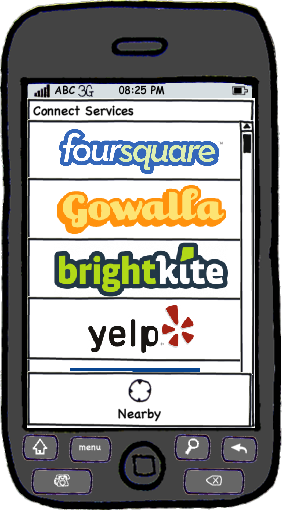 ABC 3G 08:25 PM
Connect Services
foursquare
Gowalla
brightkite
yelp
Nearby
menu